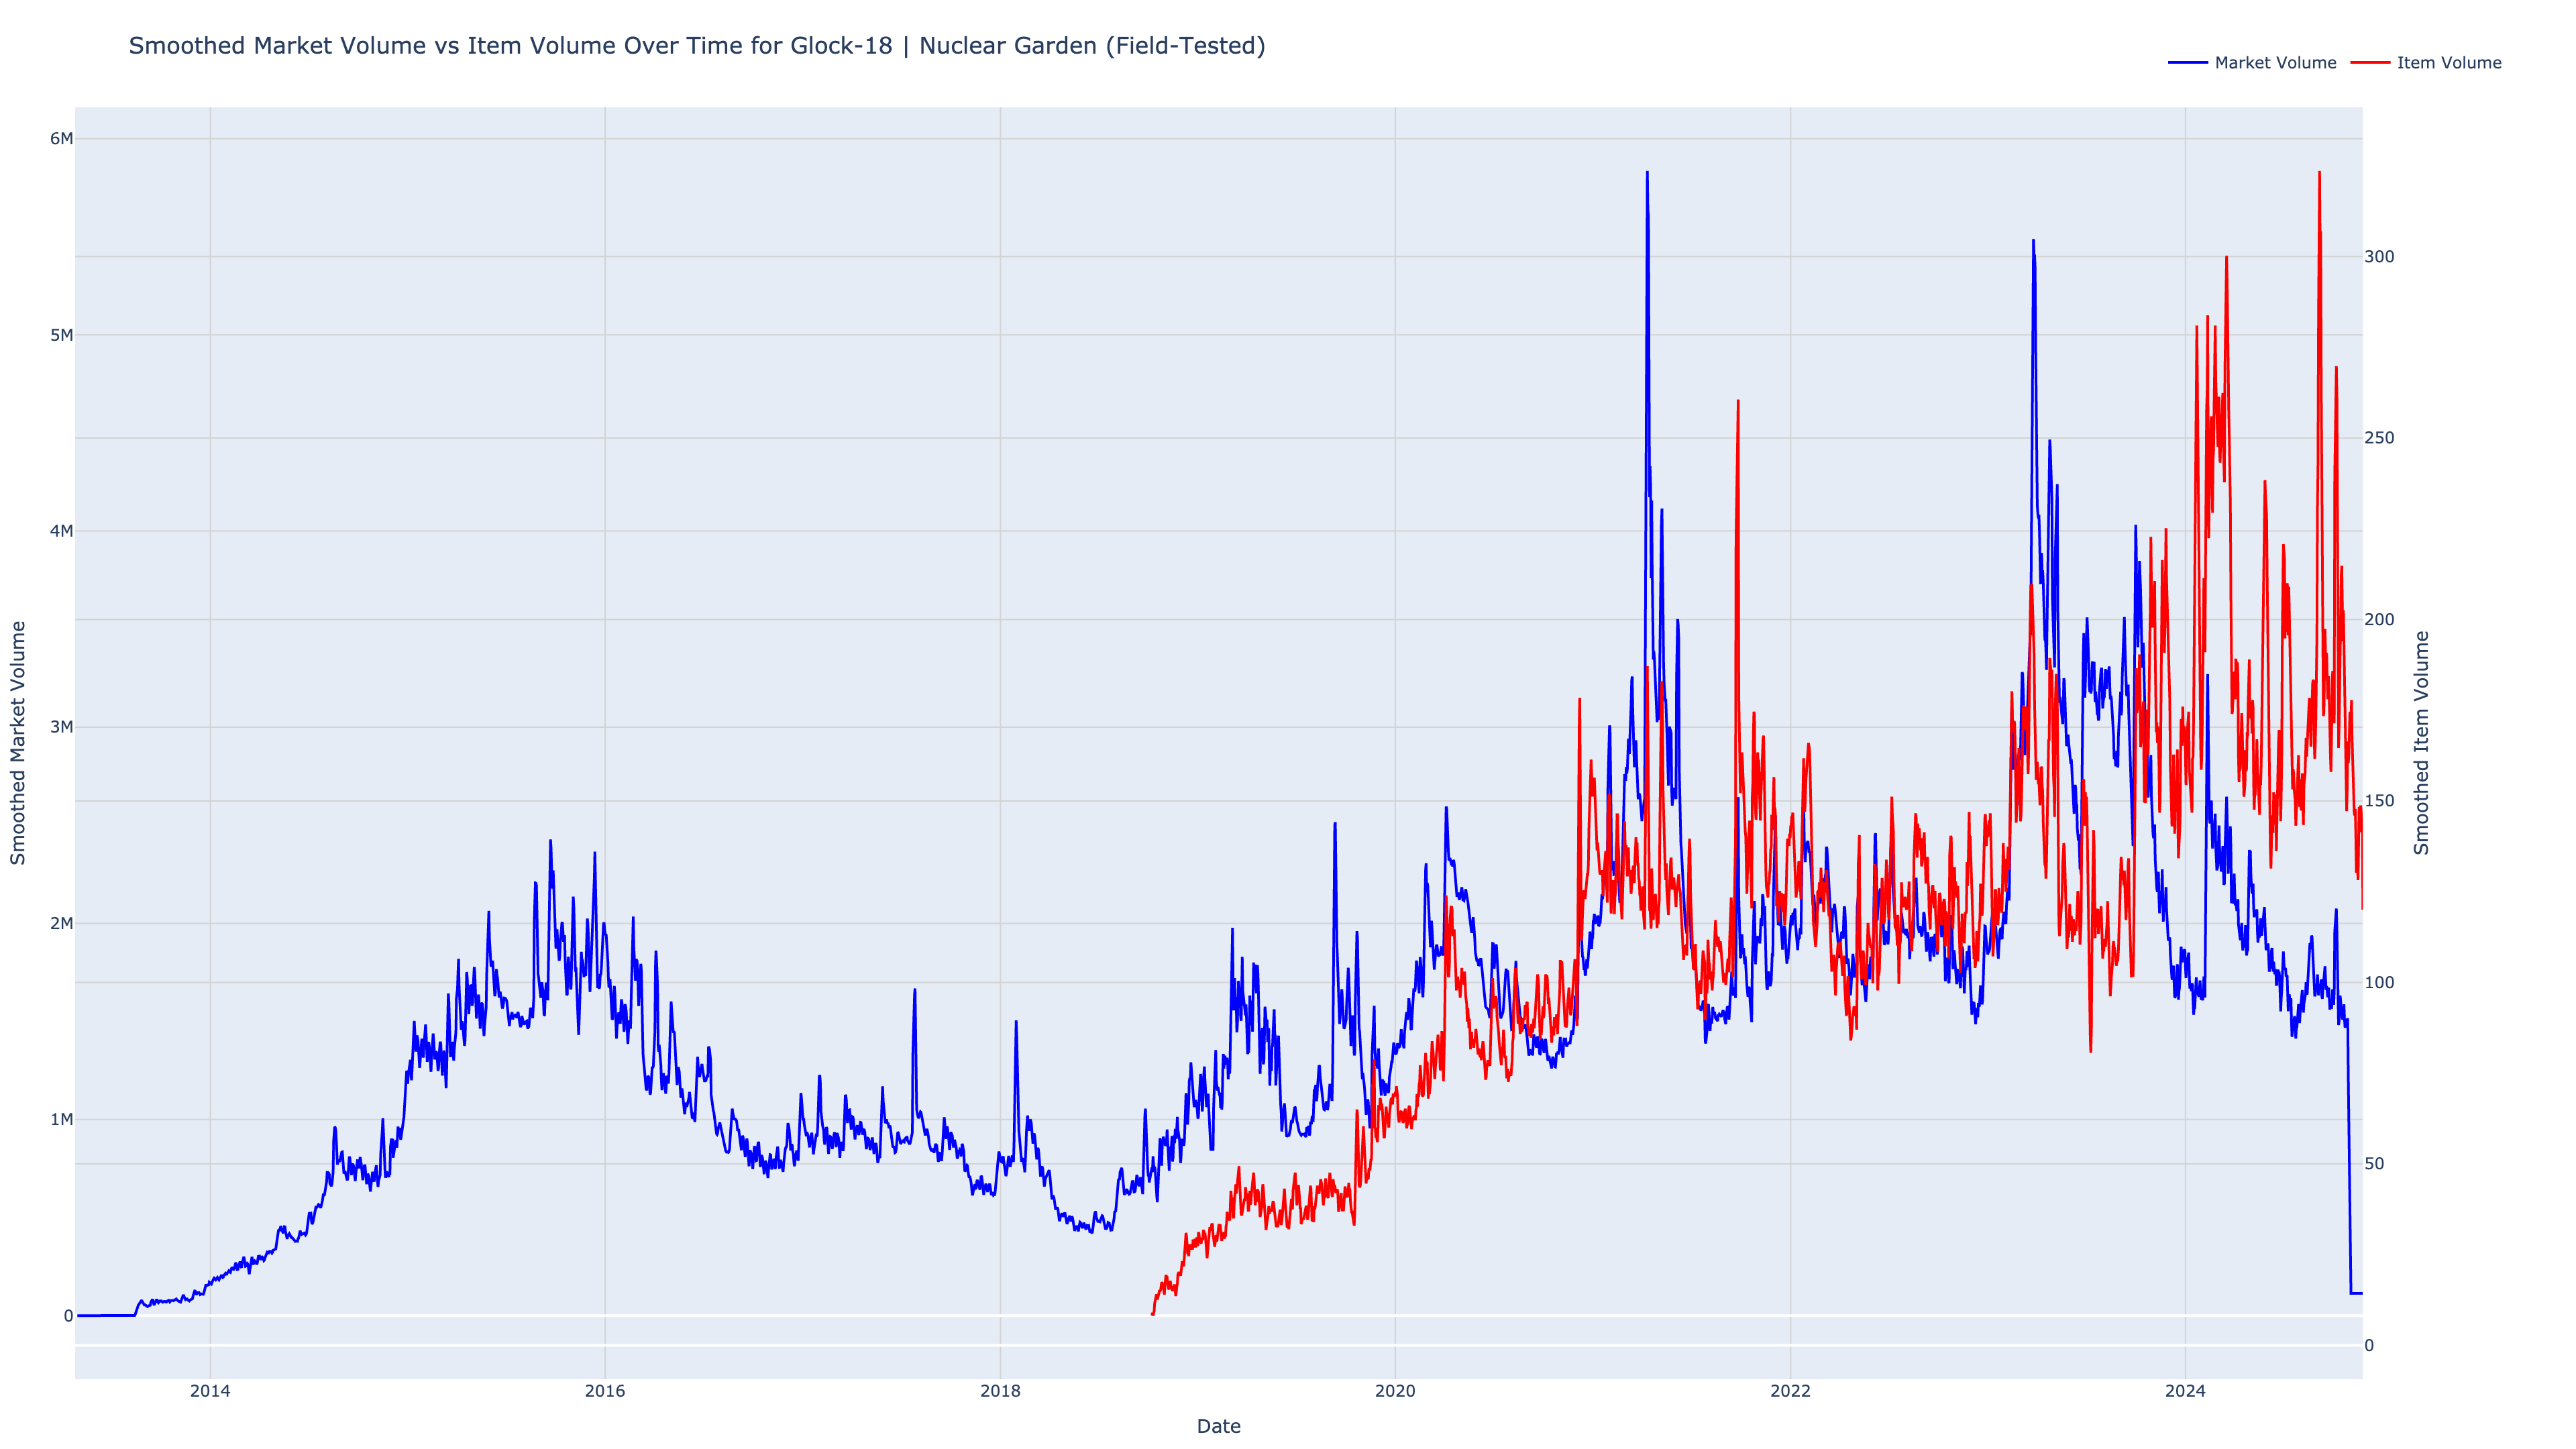 Smoothed Market Volume vs Item Volume Over Time for Glock-18 | Nuclear Garden (Field-Tested)
Market Volume
Item Volume
6M
5M
4M
3M
2M
1M
0
Smoothed Market Volume
300
250
200
150
100
50
0
Smoothed Item Volume
2014
2016
2018
2020
2022
2024
Date